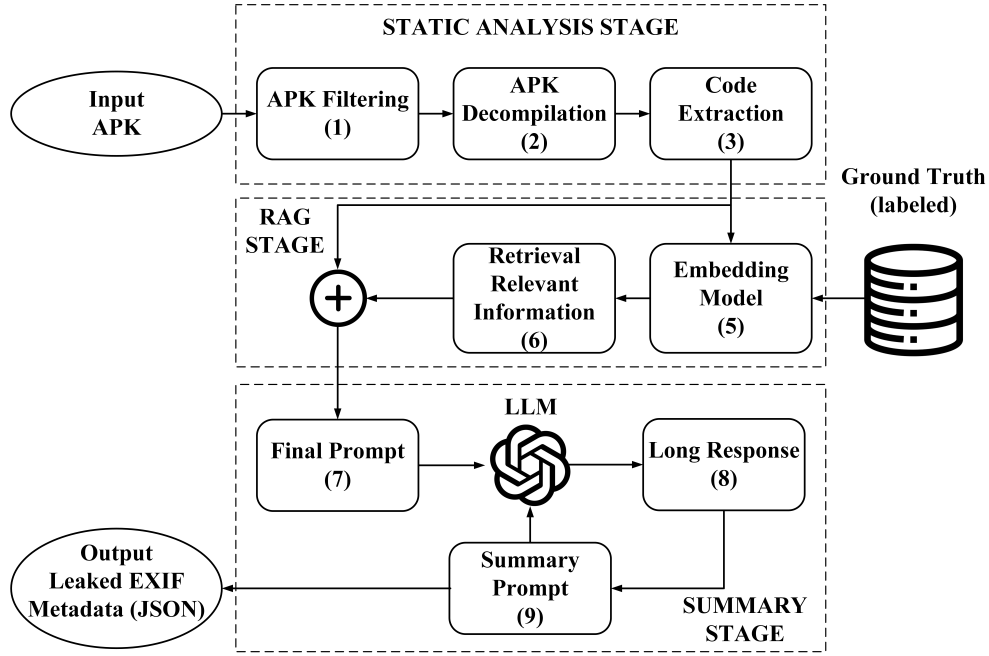 STATIC ANALYSIS STAGE
Input
APK
APK Filtering
(1)
APK
Decompilation
(2)
Code
Extraction
(3)
Ground Truth
(labeled)
RAG
STAGE
Retrieval
Relevant
Information
(6)
Embedding
Model
(5)
LLM
Final Prompt
(7)
Long Response
(8)
Output
Leaked EXIF
Metadata (JSON)
Summary
Prompt
(9)
SUMMARY
STAGE